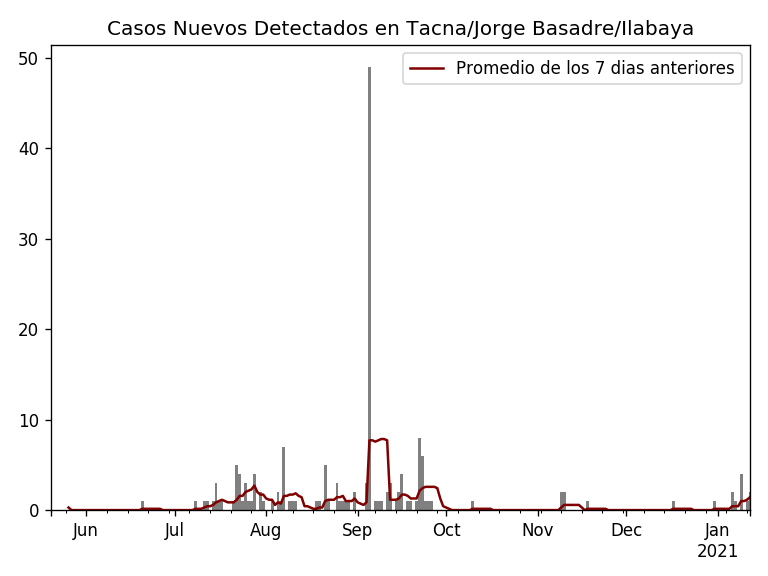 Casos Nuevos Detectados en Tacna/Jorge Basadre/Ilabaya
Promedio de los 7 dias anteriores
50
40
30
20
10
0
Jun Jul Aug Sep Oct Nov Dec Jan
2021